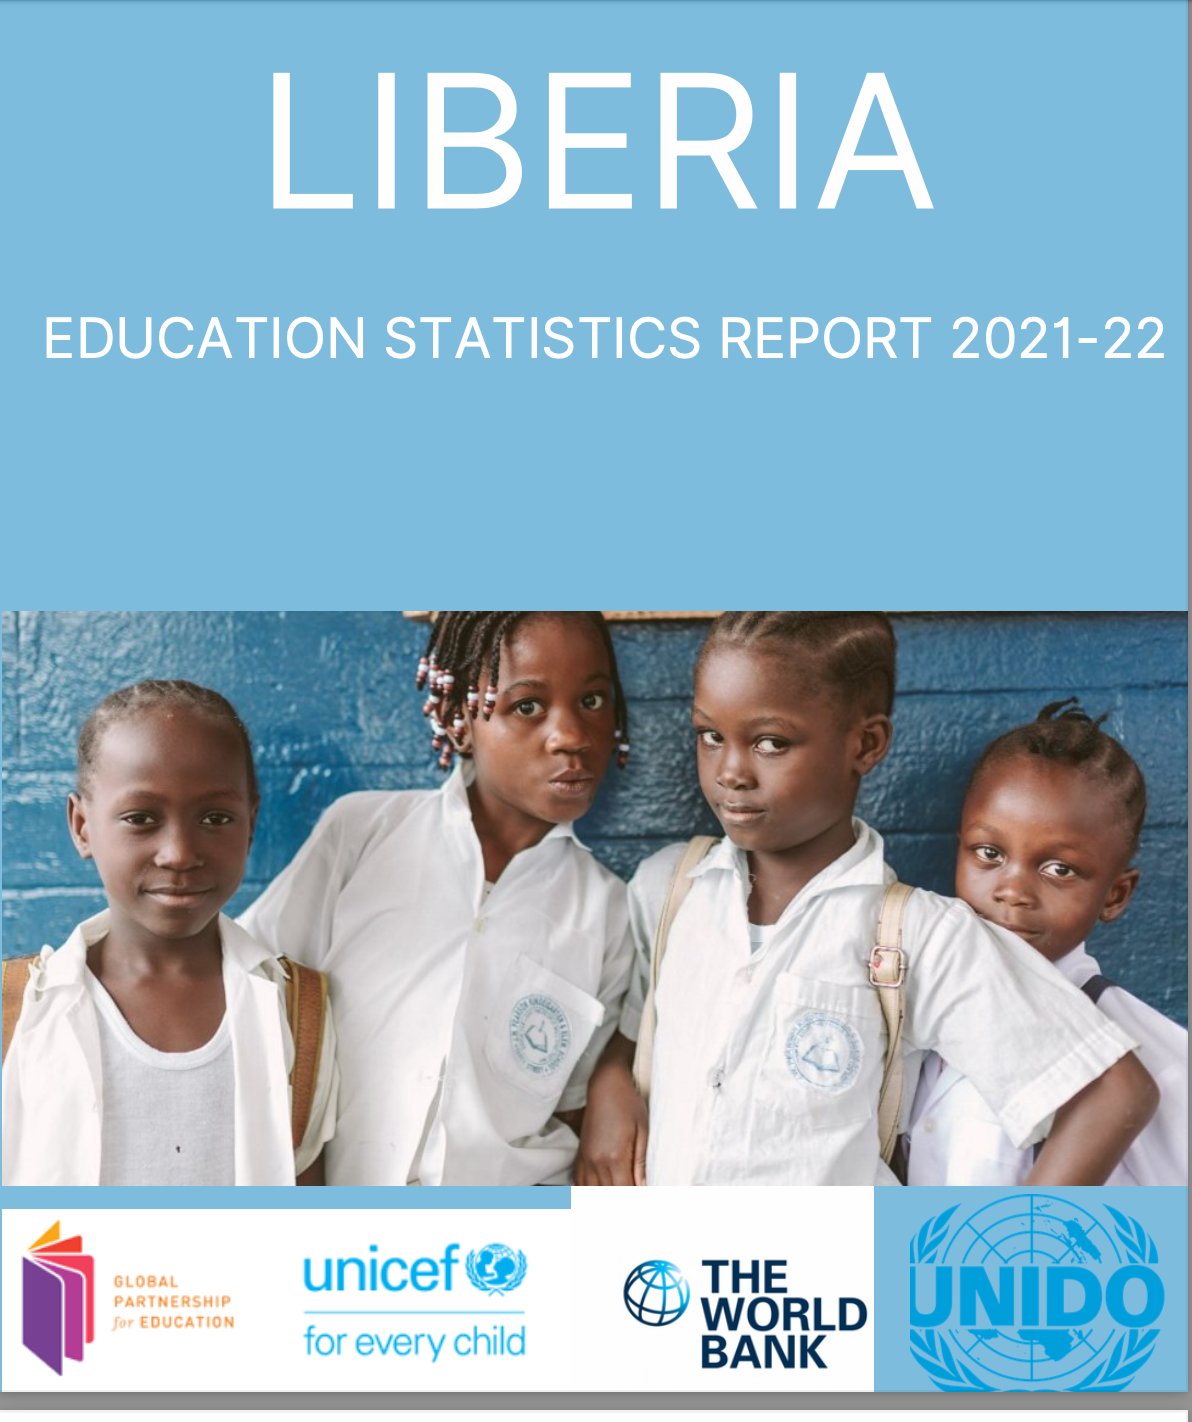 LIBERIA
EDUCATION STATISTICS REPORT 2021-22
GLOBAL
PARTNERSHIP
for EDUCATION
unicef
for every child
THE
WORLD
BANK
UNIDO